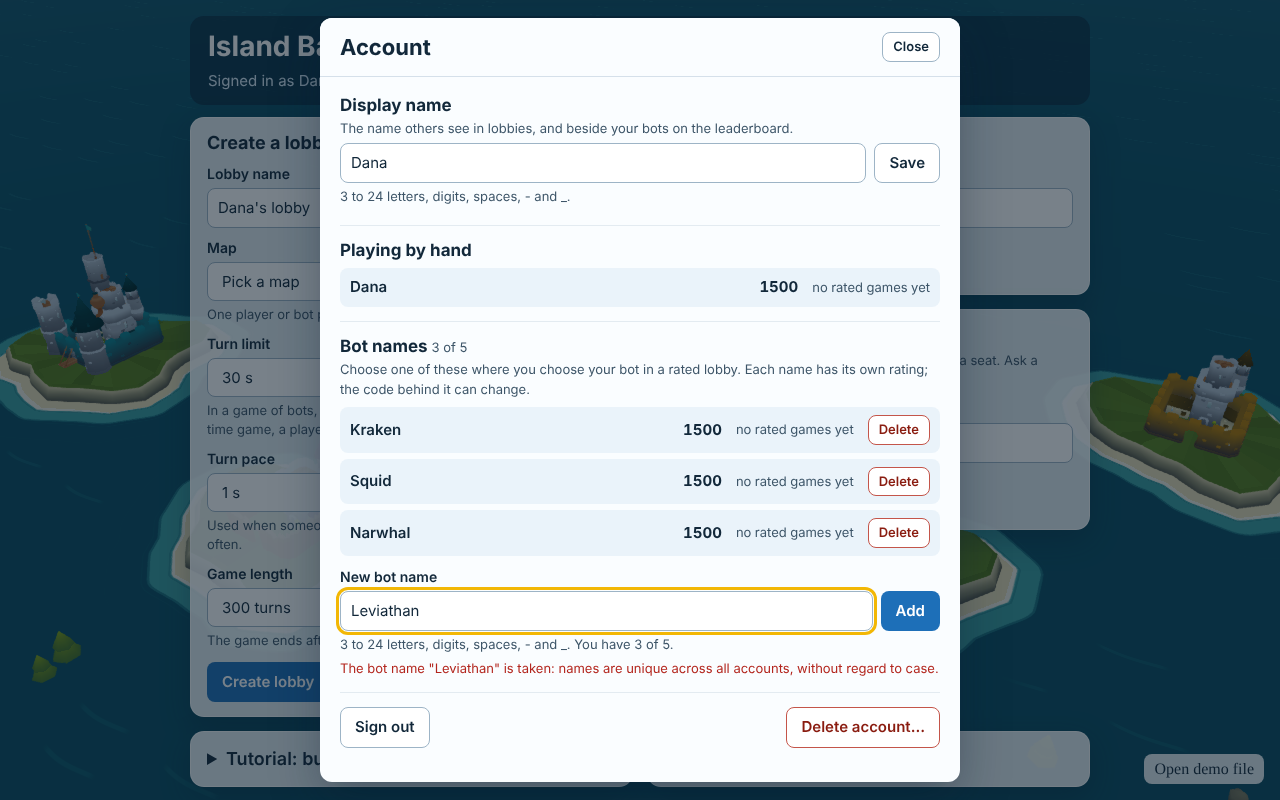 Account
Close
Display name
The name others see in lobbies, and beside your bots on the leaderboard.
Dana
Save
3 to 24 letters, digits, spaces, - and _.
Playing by hand
Dana 1500 no rated games yet
Bot names 3 of 5
Choose one of these where you choose your bot in a rated lobby. Each name has its own rating;
the code behind it can change.
Kraken 1500 no rated games yet Delete
Squid 1500 no rated games yet Delete
Narwhal 1500 no rated games yet Delete
New bot name
Leviathan
Add
3 to 24 letters, digits, spaces, - and _. You have 3 of 5.
The bot name "Leviathan" is taken: names are unique across all accounts, without regard to case.
Sign out
Delete account...
Island
Signed in as
Create a
Lobby name
Dana's lobby
Map
Pick a map
One player or bot
Turn limit
30 s
In a game of bots,
time game, a
Turn pace
1 s
Used when
often.
Game length
300 turns
The game ends
Create lobby
Tutorial:
a seat. Ask a
Open demo file